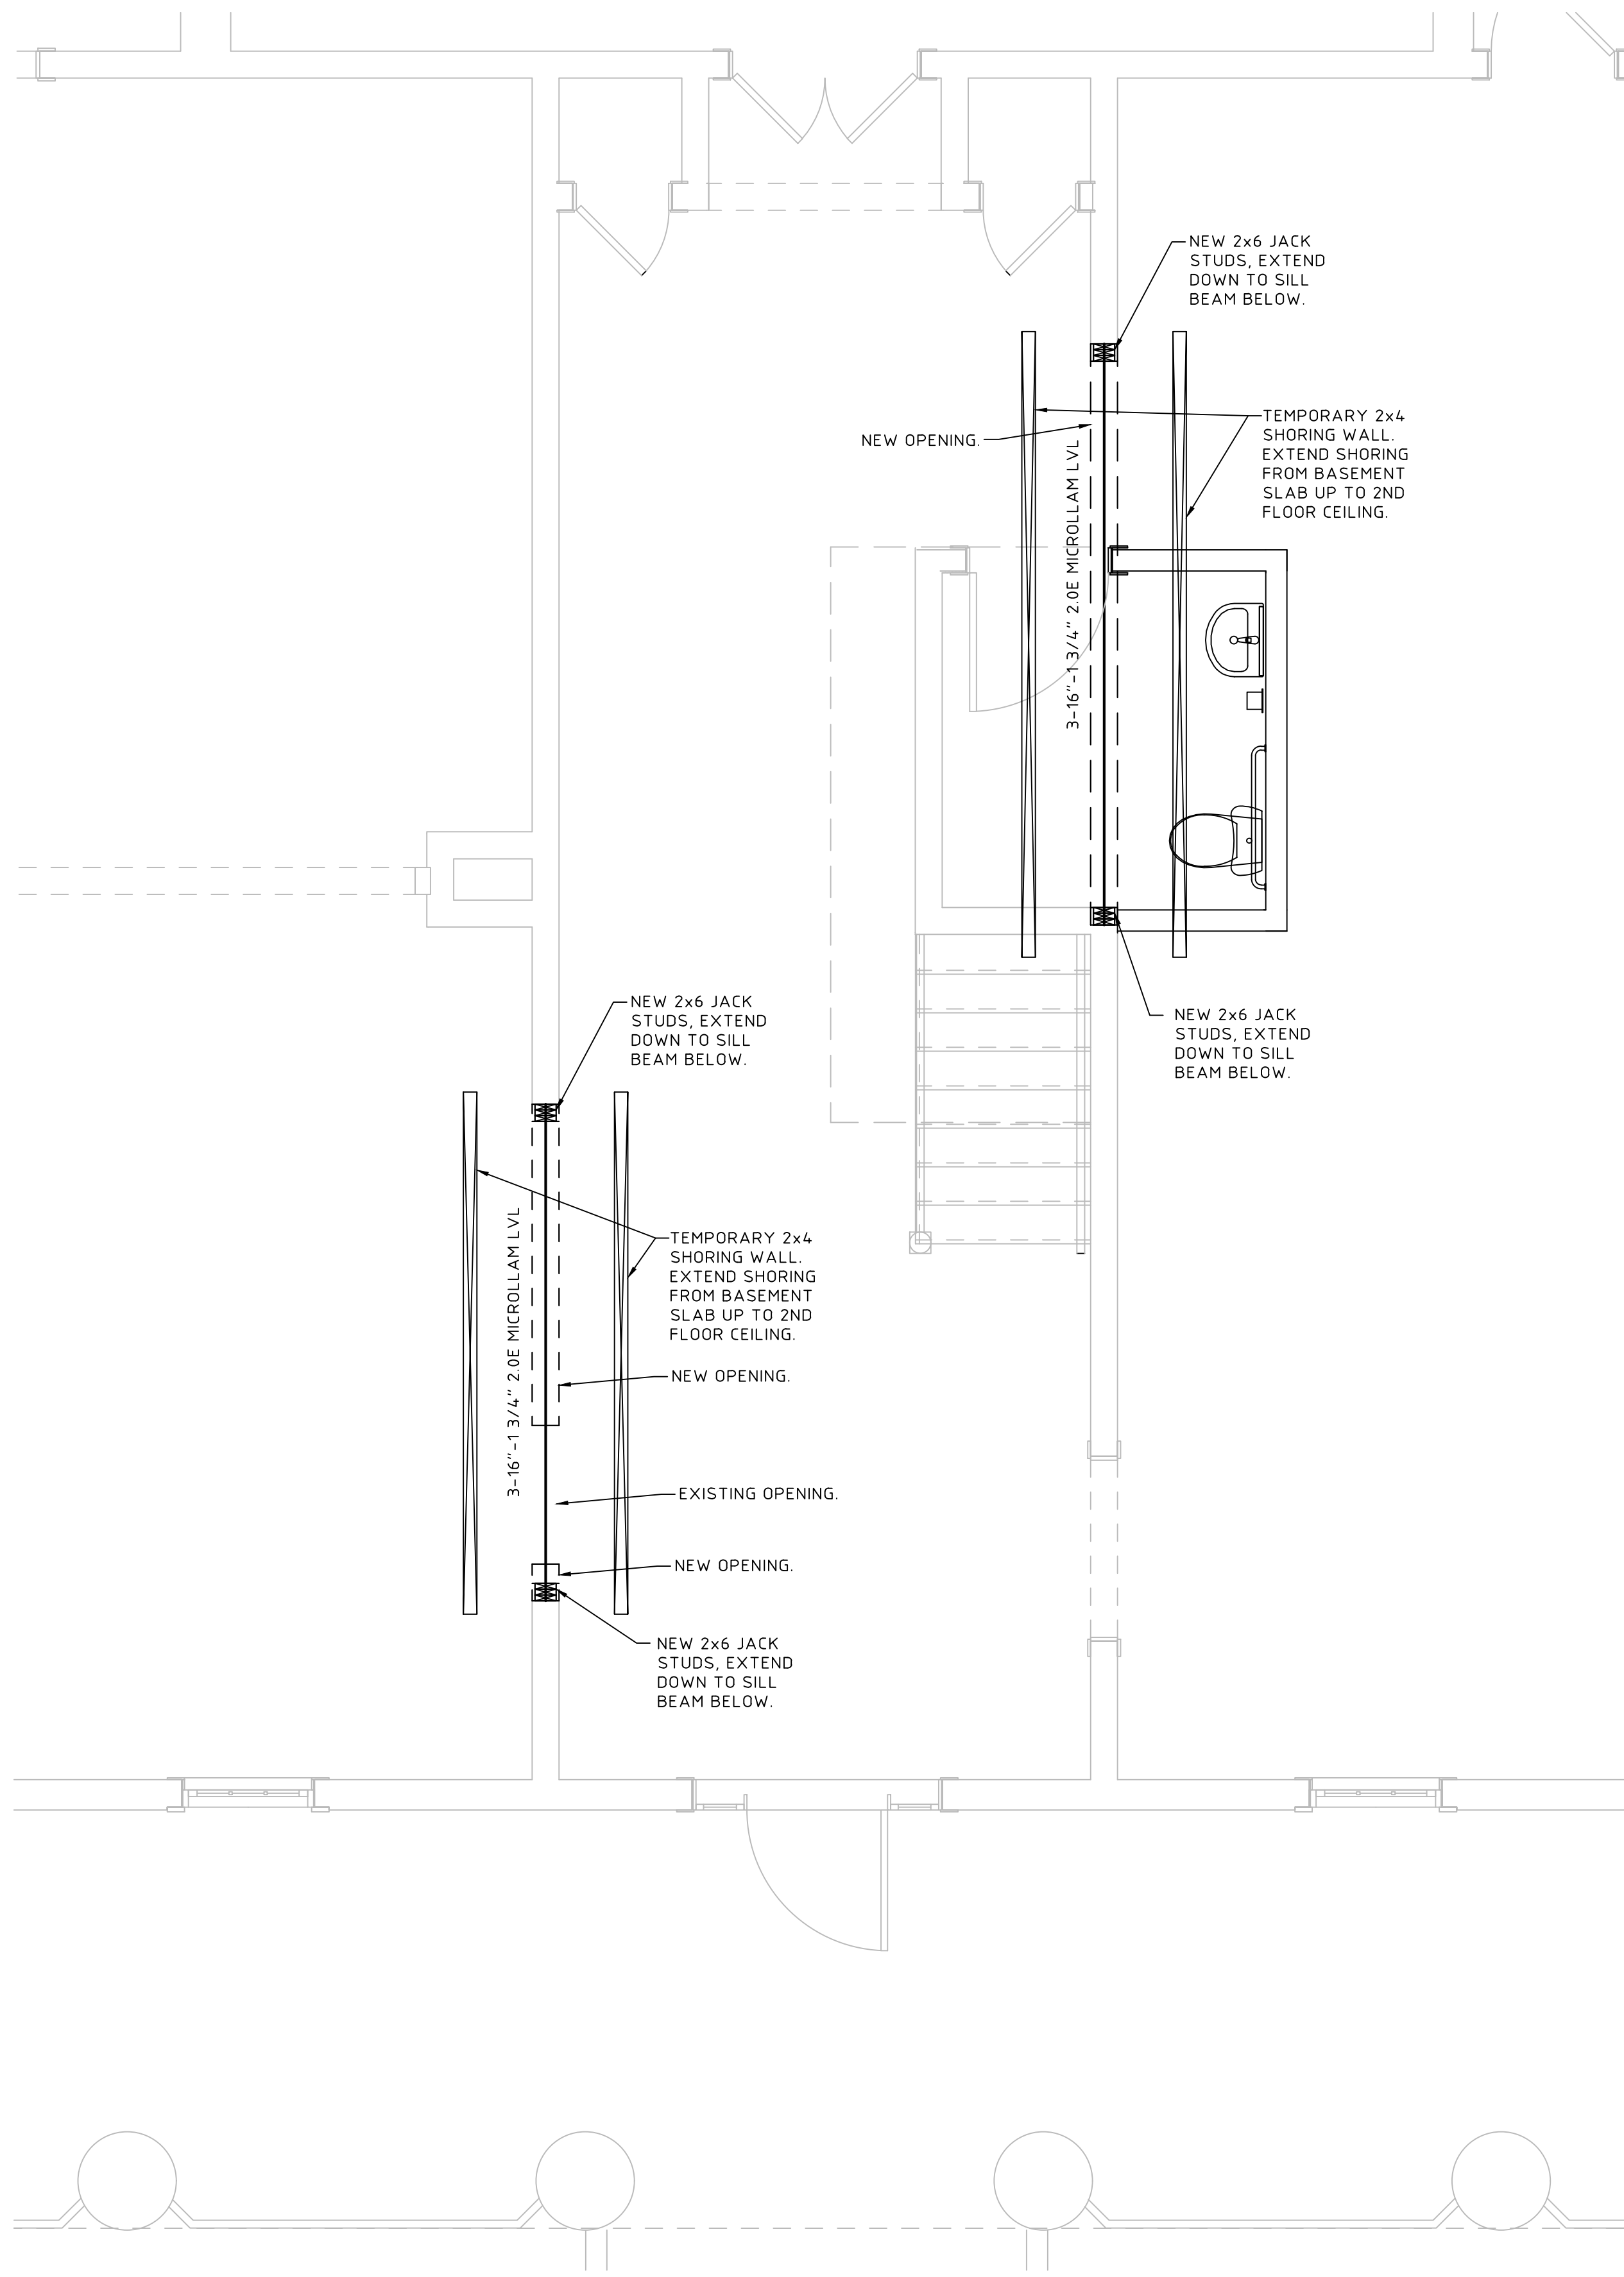 NEW 2x6 JACK
STUDS, EXTEND
DOWN TO SILL
BEAM BELOW.
TEMPORARY 2x4
SHORING WALL.
EXTEND SHORING
FROM BASEMENT
SLAB UP TO 2ND
FLOOR CEILING.
NEW OPENING.
3-16"-1 3/4" 2.0E MICROLLAM LVL
NEW 2x6 JACK
STUDS, EXTEND
DOWN TO SILL
BEAM BELOW.
NEW 2x6 JACK
STUDS, EXTEND
DOWN TO SILL
BEAM BELOW.
3-16"-1 3/4" 2.0E MICROLLAM LVL
TEMPORARY 2x4
SHORING WALL.
EXTEND SHORING
FROM BASEMENT
SLAB UP TO 2ND
FLOOR CEILING.
NEW OPENING.
EXISTING OPENING.
NEW OPENING.
NEW 2x6 JACK
STUDS, EXTEND
DOWN TO SILL
BEAM BELOW.